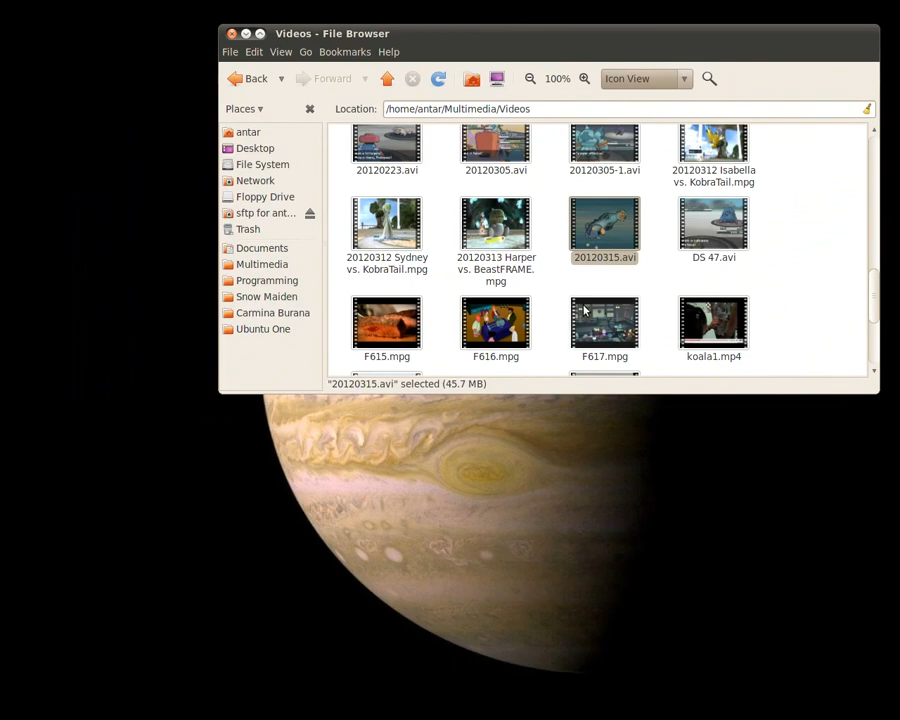 Videos - File Browser
File Edit View Go Bookmarks Help
Back Forward 100% Icon View
Places Location: /home/antar/Multimedia/Videos
antar
Desktop
File System
Network
Floppy Drive
sftp for ant...
Trash
Documents
Multimedia
Programming
Snow Maiden
Carmina Burana
Ubuntu One
20120223.avi
20120305.avi
20120305-1.avi
20120312 Isabella
vs. KobraTail.mpg
20120312 Sydney
vs. KobraTail.mpg
20120313 Harper
vs. BeastFRAME.
mpg
20120315.avi
DS 47.avi
F615.mpg
F616.mpg
F617.mpg
koala1.mp4
"20120315.avi" selected (45.7 MB)